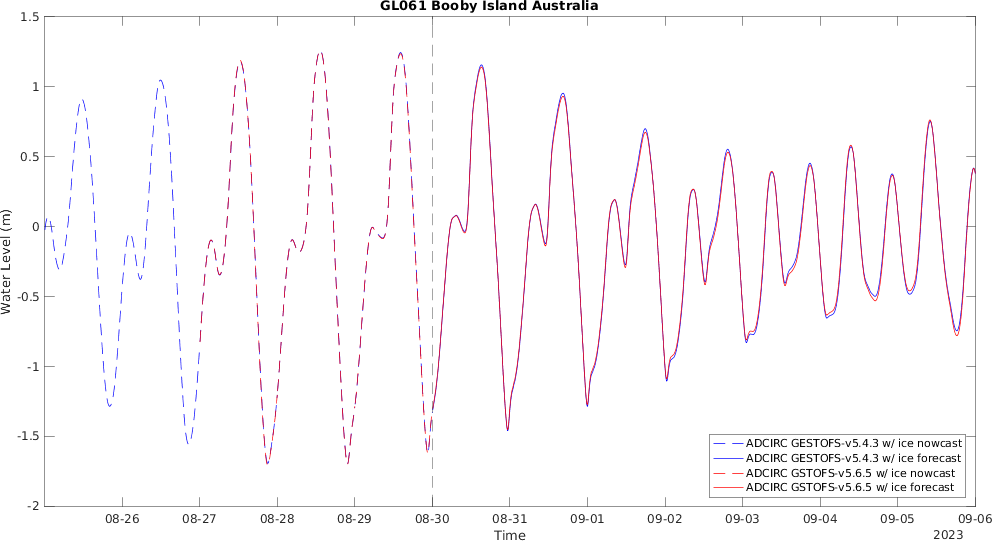 GL061 Booby Island Australia
1.5
1
0.5
0
-0.5
-1
-1.5
-2
Water Level (m)
08-26 08-27 08-28 08-29 08-30 08-31 09-01 09-02 09-03 09-04 09-05 09-06
Time
2023
ADCIRC GESTOFS-v5.4.3 w/ ice nowcast
ADCIRC GESTOFS-v5.4.3 w/ ice forecast
ADCIRC GSTOFS-v5.6.5 w/ ice nowcast
ADCIRC GSTOFS-v5.6.5 w/ ice forecast